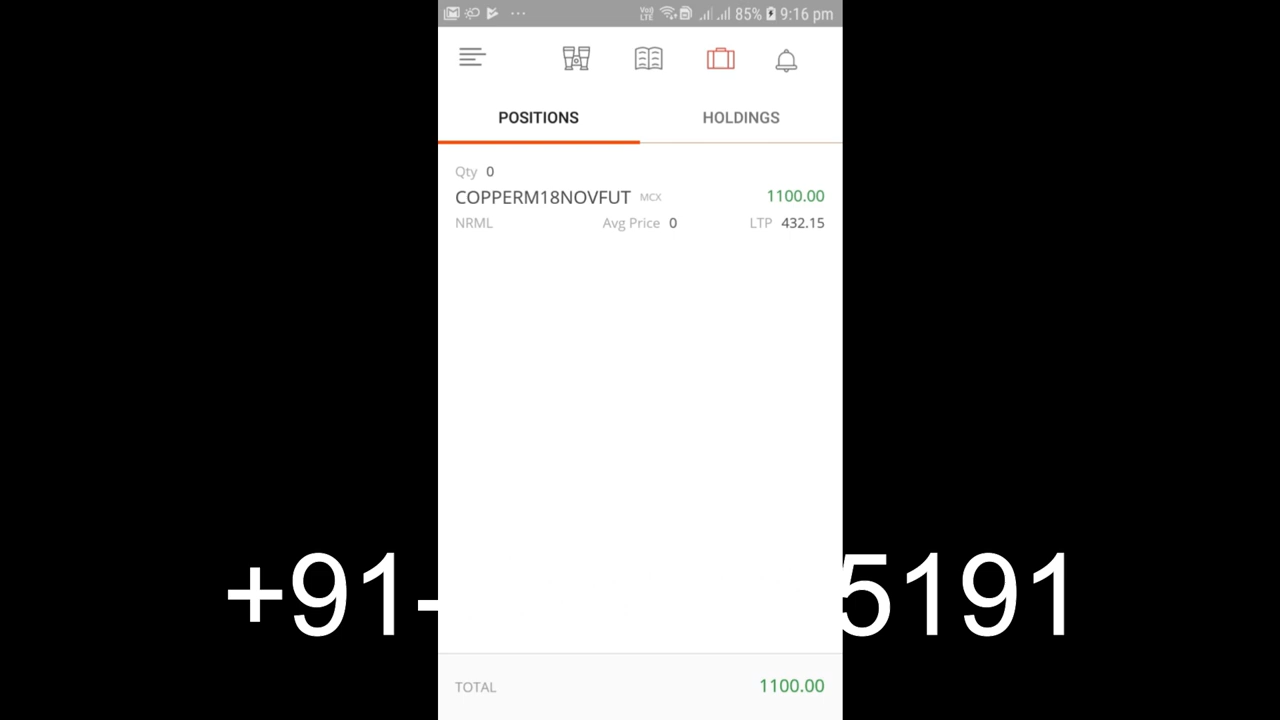 85% 9:16 pm
POSITIONS HOLDINGS
Qty 0
COPPERM18NOVFUT MCX 1100.00
NRML Avg Price 0 LTP 432.15
+91- 5191
TOTAL 1100.00